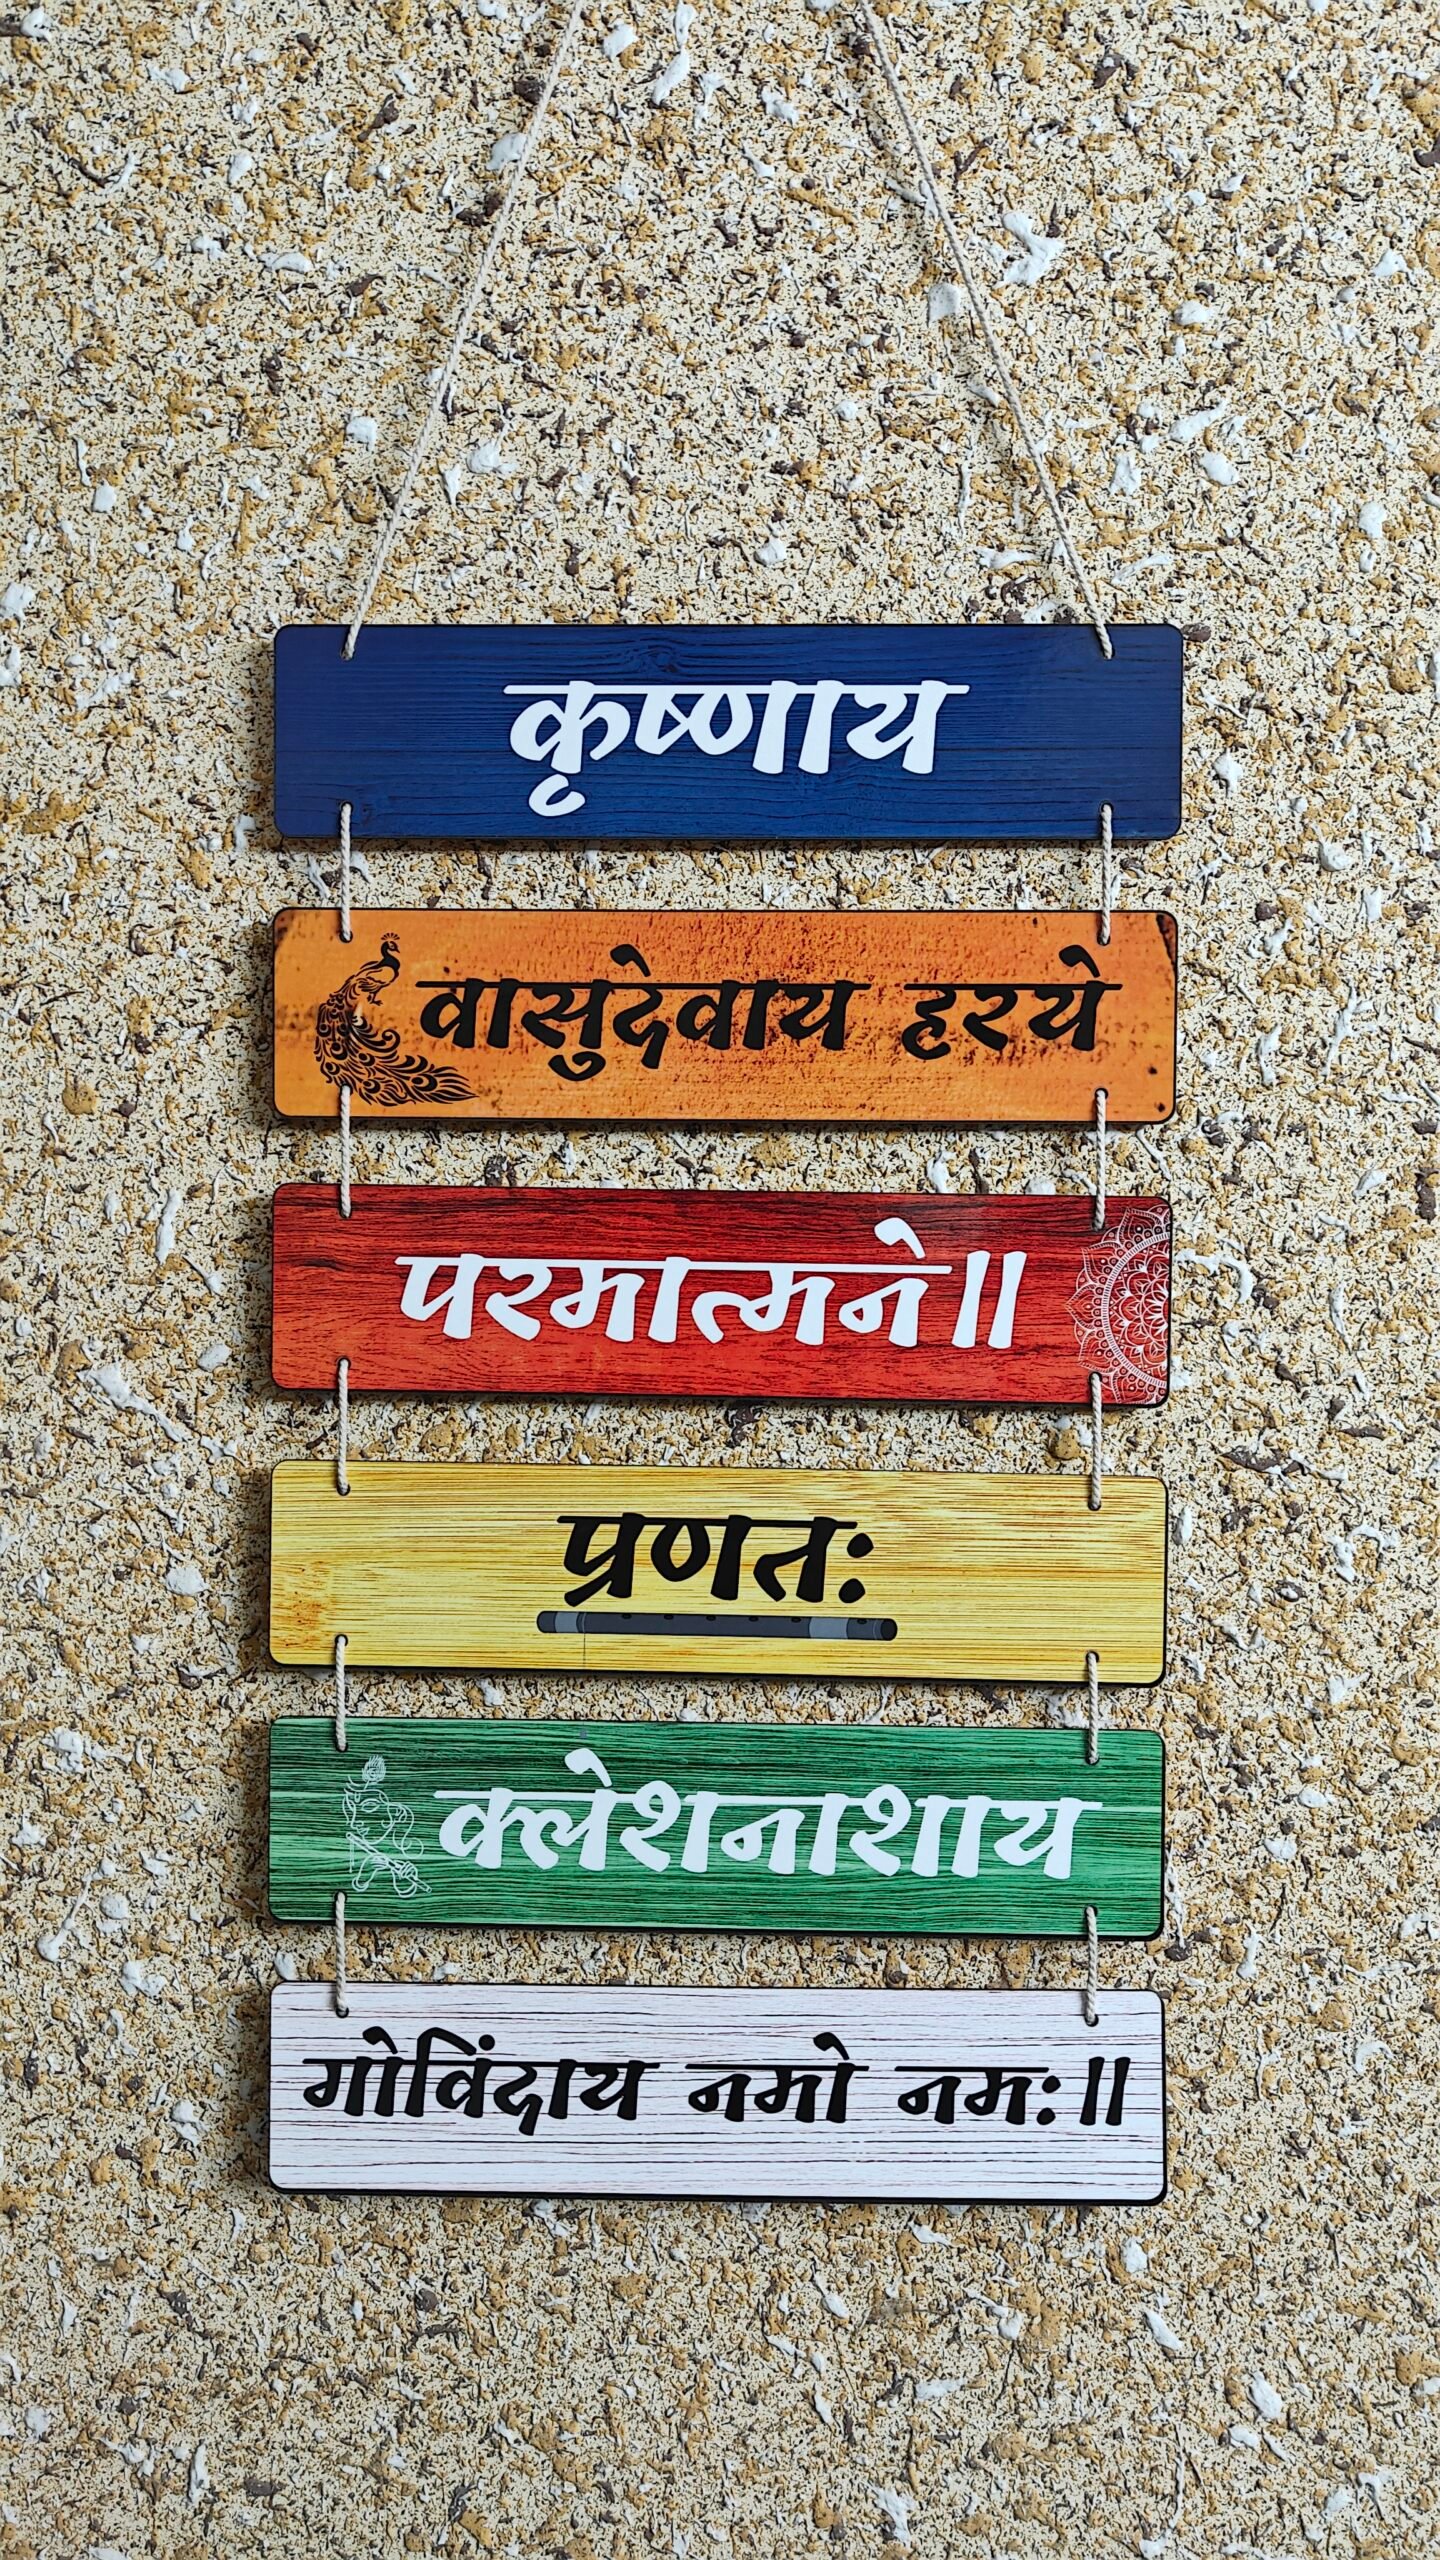 कृष्णाय
वासुदेवाय हरये
परमात्मने॥
प्रणतः
क्लेशनाशाय
गोविंदाय नमो नमः॥